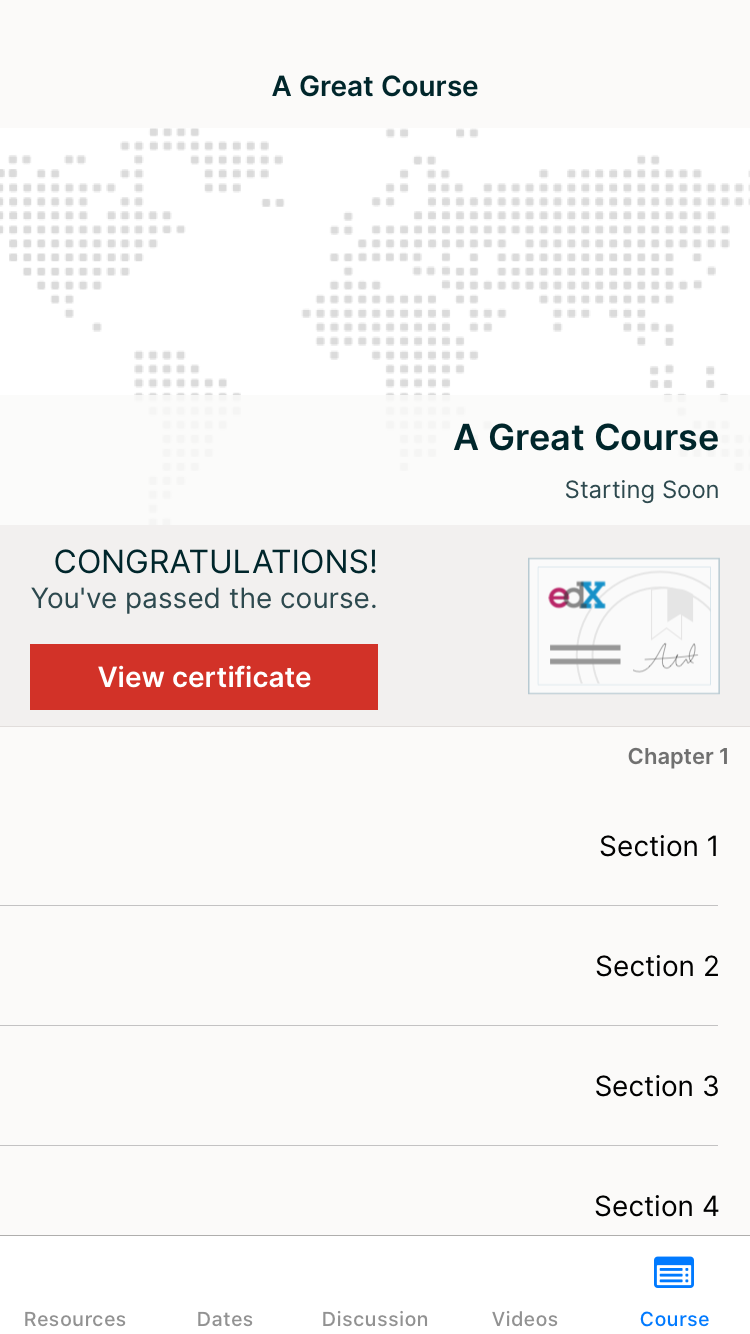 A Great Course
A Great Course
Starting Soon
CONGRATULATIONS!
You've passed the course.
View certificate
edX
Chapter 1
Section 1
Section 2
Section 3
Section 4
Resources
Dates
Discussion
Videos
Course